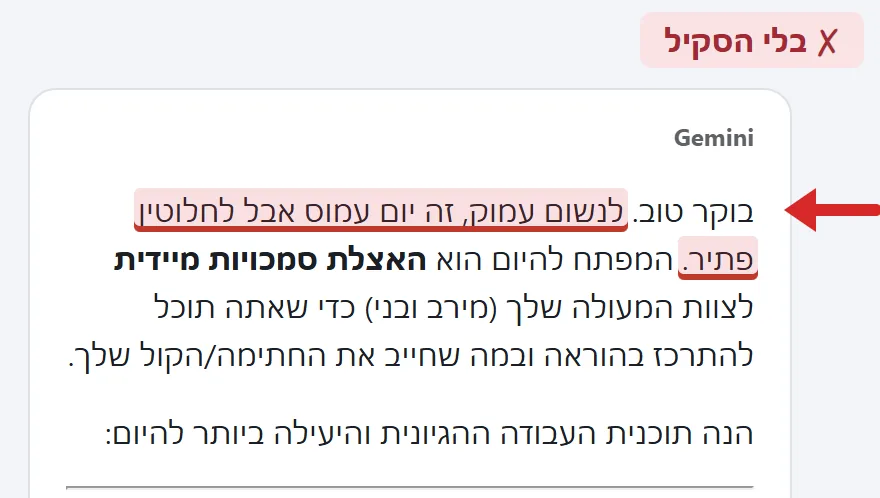 ✗ בלי הסקיל
Gemini
בוקר טוב. לנשום עמוק, זה יום עמוס אבל לחלוטין
פתיר. המפתח להיום הוא האצלת סמכויות מיידית
לצוות המעולה שלך (מירב ובני) כדי שאתה תוכל
להתרכז בהוראה ובמה שחייב את החתימה/הקול שלך.
הנה תוכנית העבודה ההגיונית והיעילה ביותר להיום: